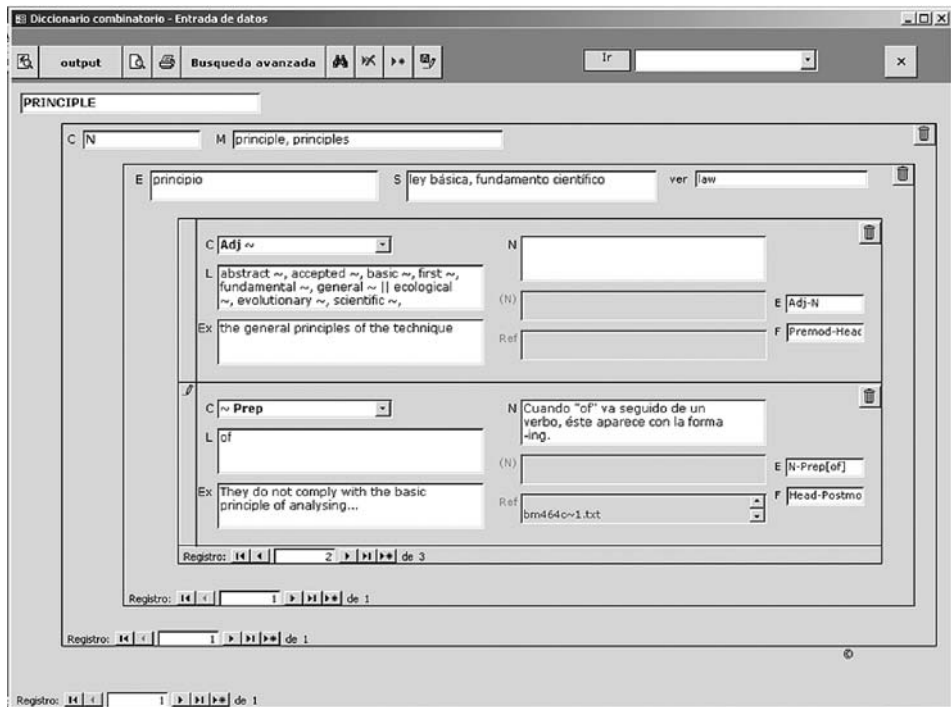 Diccionario combinatorio - Entrada de datos
output Busqueda avanzada Ir
PRINCIPLE
C N M principle, principles
E principio S ley básica, fundamento científico ver law
C Adj ~ N
L abstract ~, accepted ~, basic ~, first ~,
fundamental ~, general ~ || ecological
~, evolutionary ~, scientific ~,
(N)
E Adj-N
Ex the general principles of the technique
Ref
F Premod-Head
C ~ Prep N Cuando "of" va seguido de un
verbo, éste aparece con la forma
-ing.
L of
(N)
E N-Prep[of]
Ex They do not comply with the basic
principle of analysing...
Ref bm464c~1.txt
F Head-Postmo
Registro: 2 de 3
Registro: 1 de 1
Registro: 1 de 1
©
Registro: 1 de 1